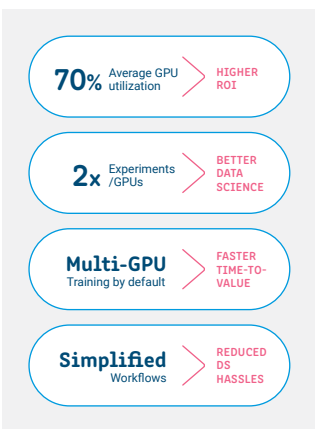 70% Average GPU utilization
HIGHER
ROI
2x Experiments /GPUs
BETTER
DATA
SCIENCE
Multi-GPU
Training by default
FASTER
TIME-TO-
VALUE
Simplified
Workflows
REDUCED
DS
HASSLES